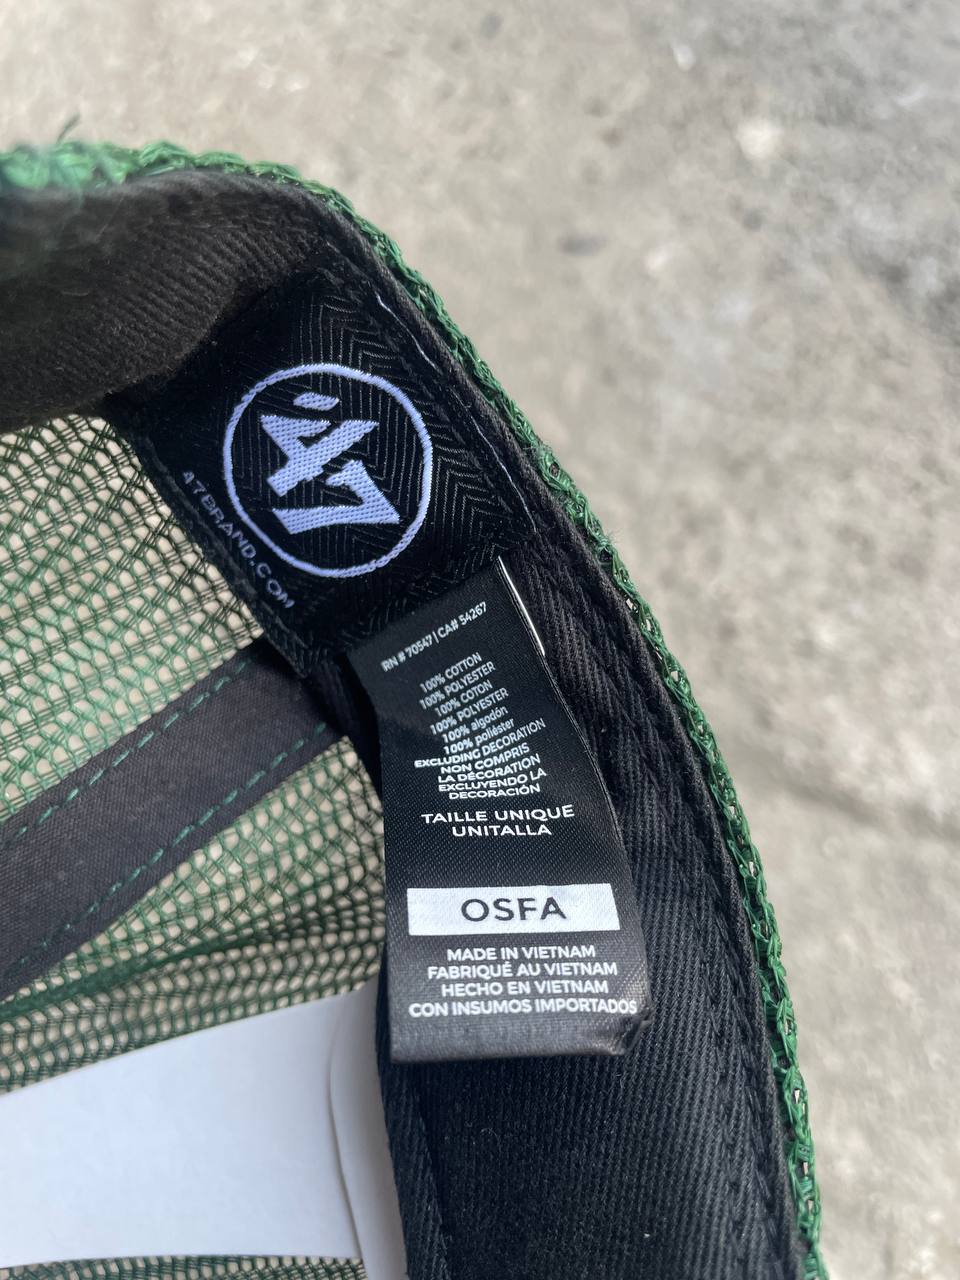 47
47BRAND.COM
RN # 70547 | CA# 54267
100% COTTON
100% POLYESTER
100% COTON
100% POLYESTER
100% algodón
100% poliéster
EXCLUDING DECORATION
NON COMPRIS
LA DÉCORATION
EXCLUYENDO LA
DECORACIÓN
TAILLE UNIQUE
UNITALLA
OSFA
MADE IN VIETNAM
FABRIQUÉ AU VIETNAM
HECHO EN VIETNAM
CON INSUMOS IMPORTADOS